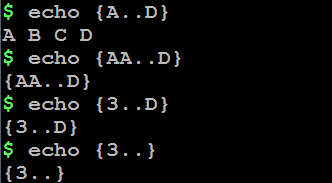 $ echo {A..D}
A B C D
$ echo {AA..D}
{AA..D}
$ echo {3..D}
{3..D}
$ echo {3..}
{3..}